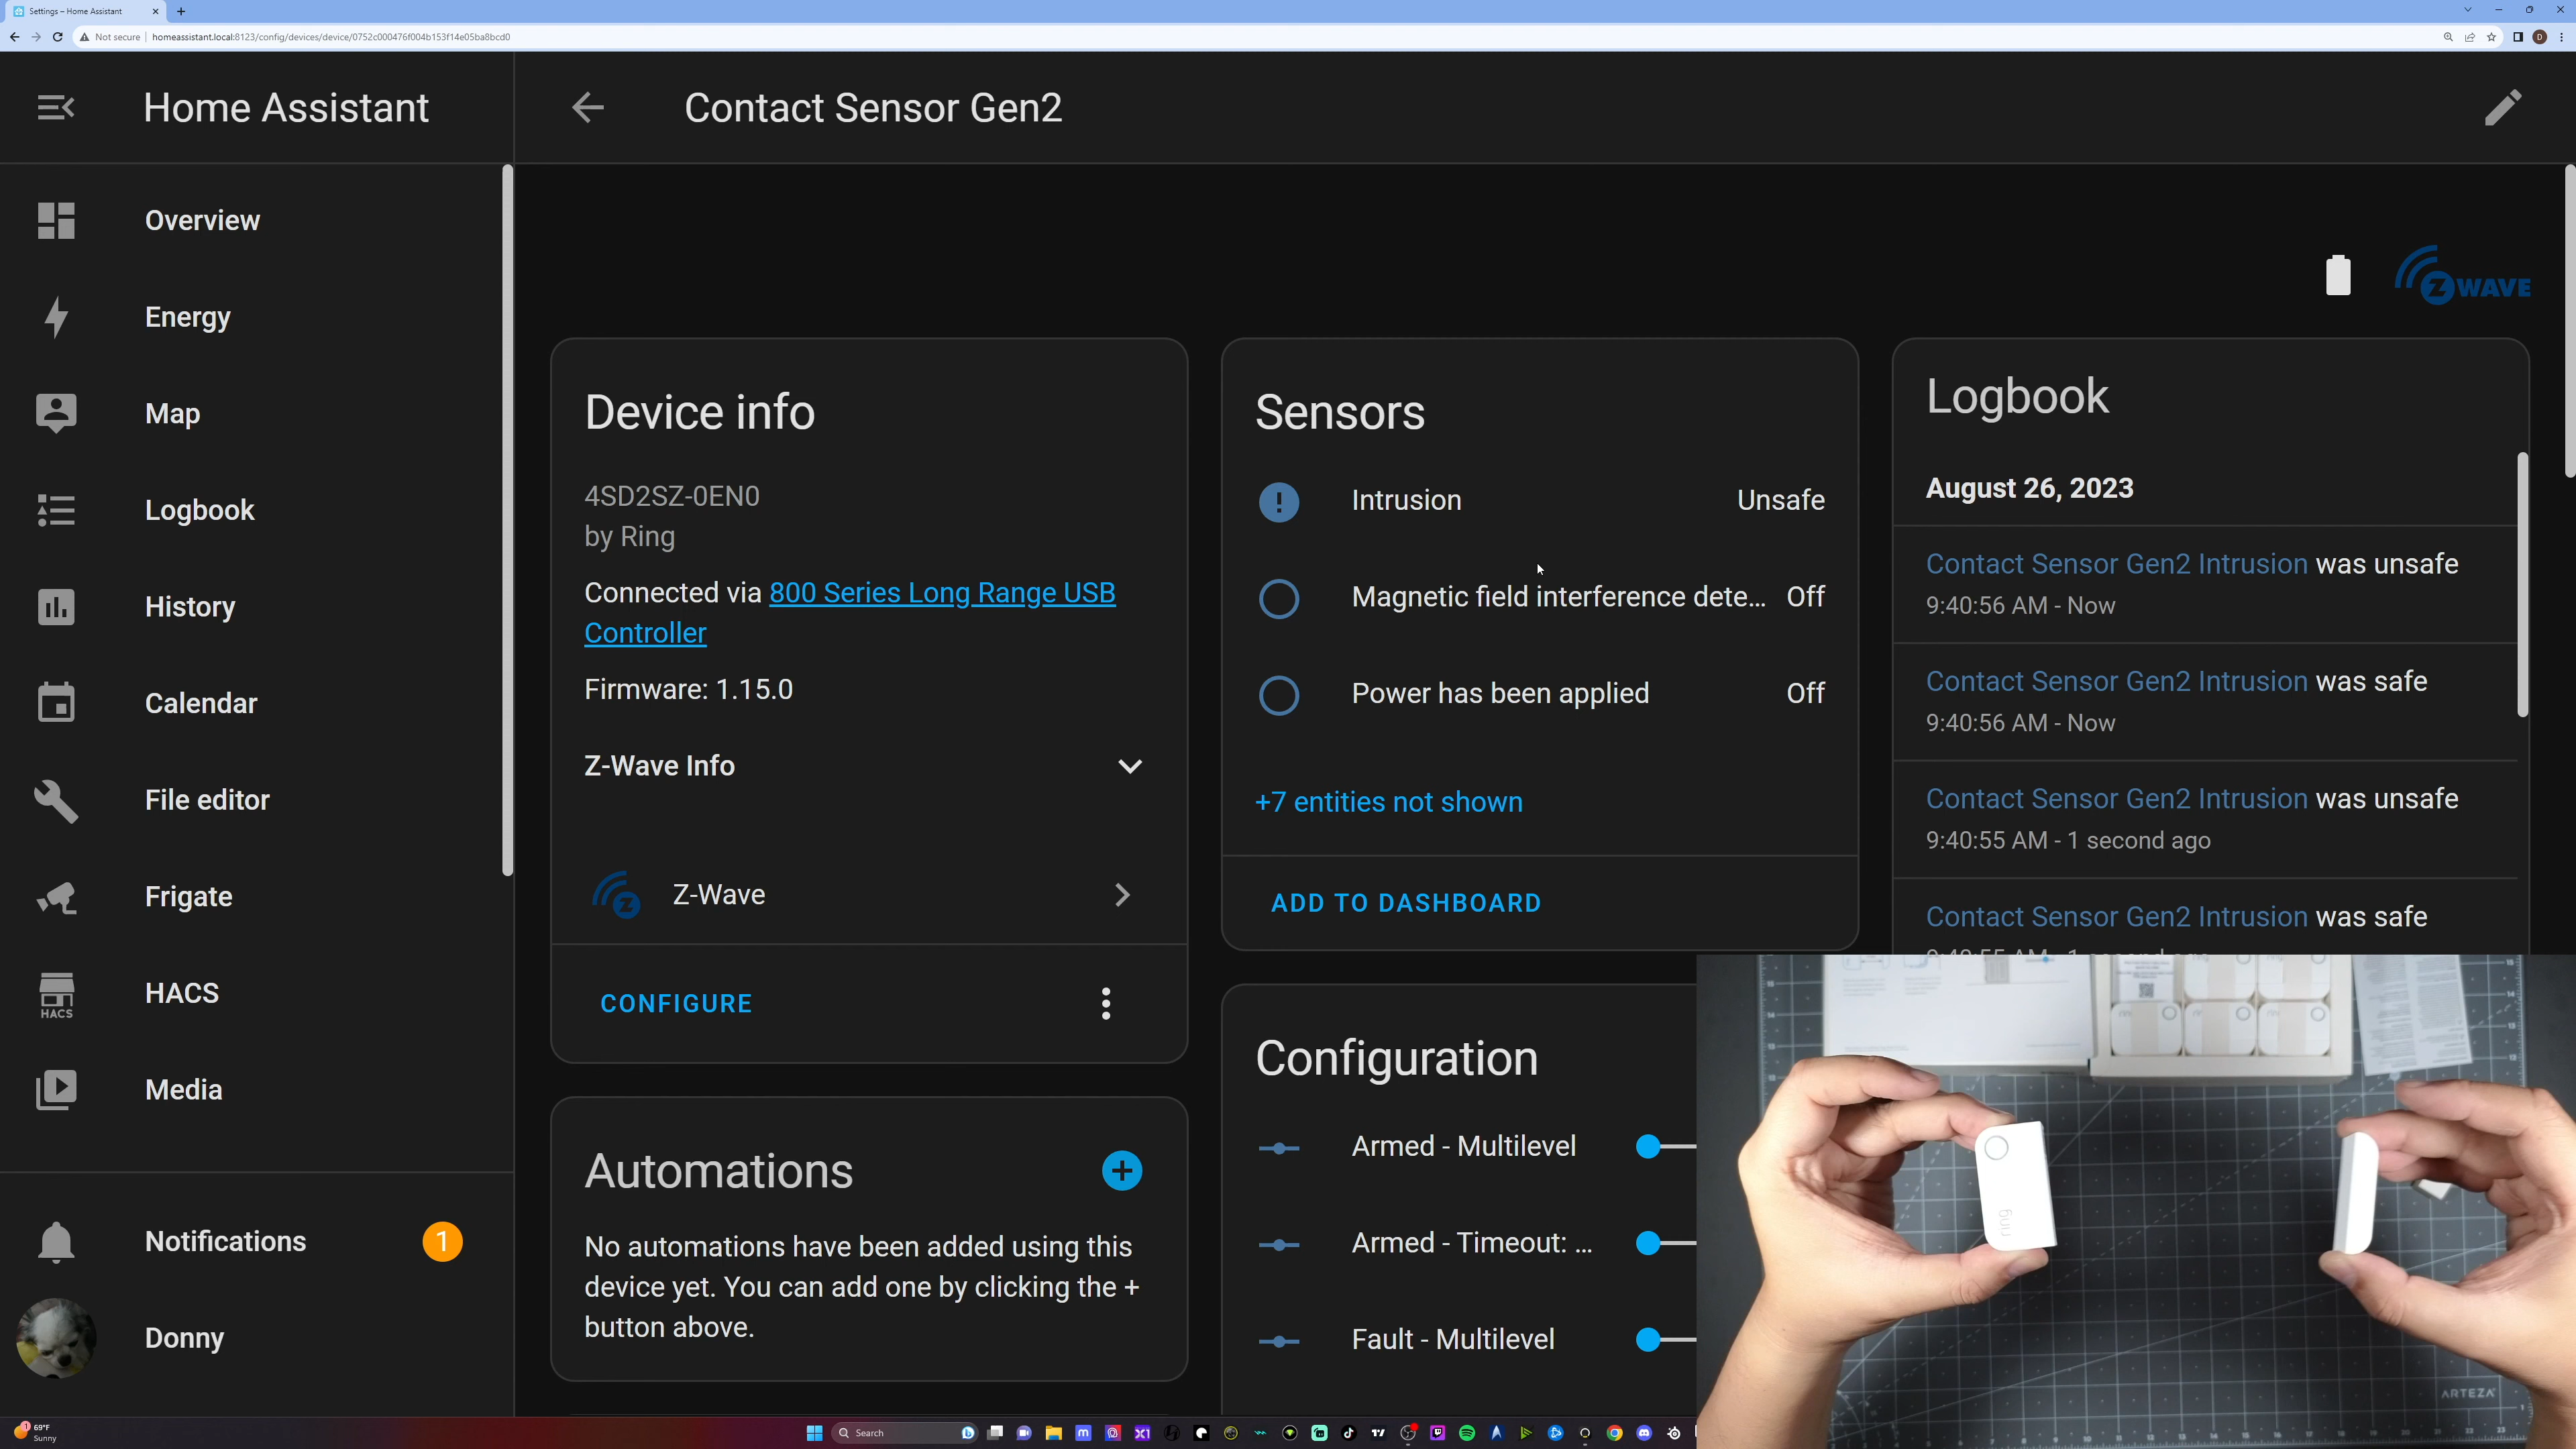 Settings – Home Assistant
Not secure
homeassistant.local:8123/config/devices/device/0752c000476f004b153f14e05ba8bcd0
D
Home Assistant
Contact Sensor Gen2
Overview
Energy
Map
Logbook
History
Calendar
File editor
Frigate
HACS
HACS
Media
Notifications
1
Donny
Z WAVE
Device info
4SD2SZ-0EN0
by Ring
Connected via 800 Series Long Range USB
Controller
Firmware: 1.15.0
Z-Wave Info
Z-Wave
CONFIGURE
Automations
No automations have been added using this
device yet. You can add one by clicking the +
button above.
Sensors
Intrusion Unsafe
Magnetic field interference dete... Off
Power has been applied Off
+7 entities not shown
ADD TO DASHBOARD
Configuration
Armed - Multilevel
Armed - Timeout: ...
Fault - Multilevel
Logbook
August 26, 2023
Contact Sensor Gen2 Intrusion was unsafe
9:40:56 AM - Now
Contact Sensor Gen2 Intrusion was safe
9:40:56 AM - Now
Contact Sensor Gen2 Intrusion was unsafe
9:40:55 AM - 1 second ago
Contact Sensor Gen2 Intrusion was safe
ring
ARTEZA
69°F
Sunny
Search